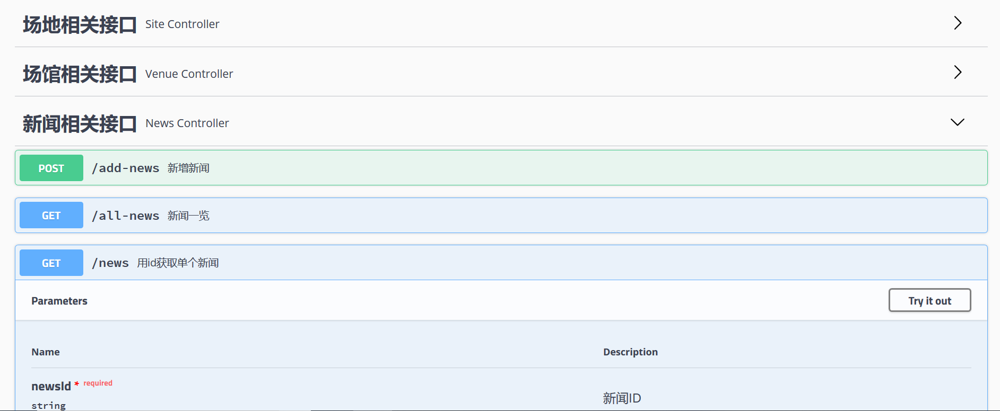 场地相关接口 Site Controller
场馆相关接口 Venue Controller
新闻相关接口 News Controller
POST /add-news 新增新闻
GET /all-news 新闻一览
GET /news 用id获取单个新闻
Parameters Try it out
Name Description
newsId * required
新闻ID
string